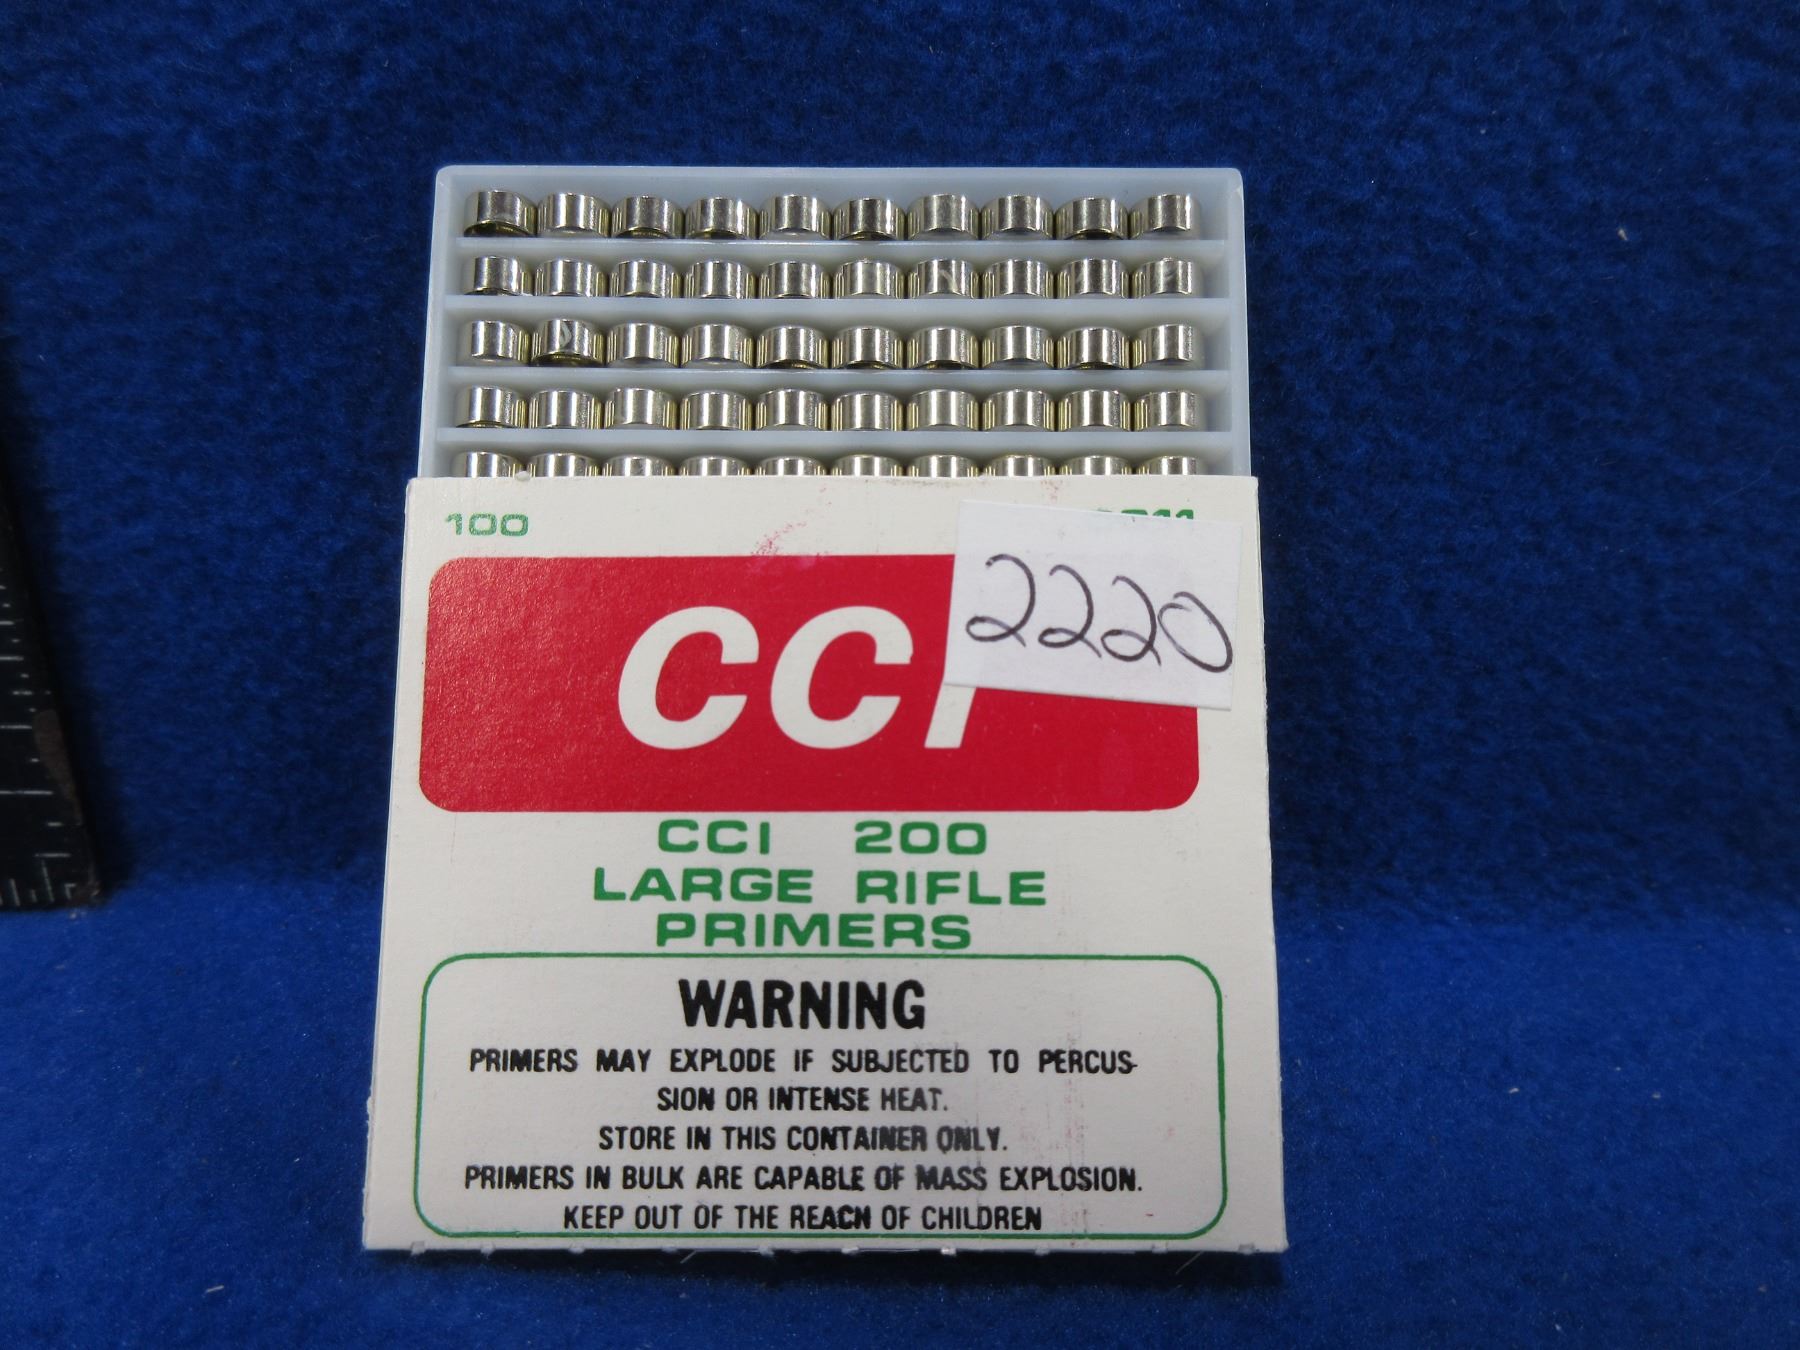 100
2220
CCI
CCI 200
LARGE RIFLE
PRIMERS
WARNING
PRIMERS MAY EXPLODE IF SUBJECTED TO PERCUS-
SION OR INTENSE HEAT.
STORE IN THIS CONTAINER ONLY.
PRIMERS IN BULK ARE CAPABLE OF MASS EXPLOSION.
KEEP OUT OF THE REACH OF CHILDREN